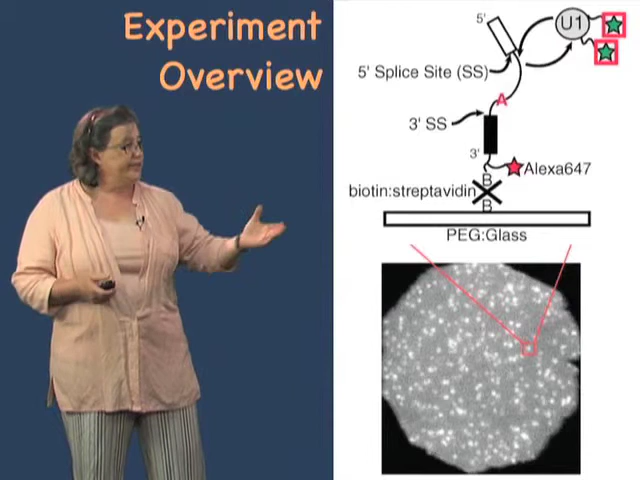 Experiment
Overview
5'
U1
5' Splice Site (SS)
A
3' SS
3'
Alexa647
B
biotin:streptavidin
B
PEG:Glass